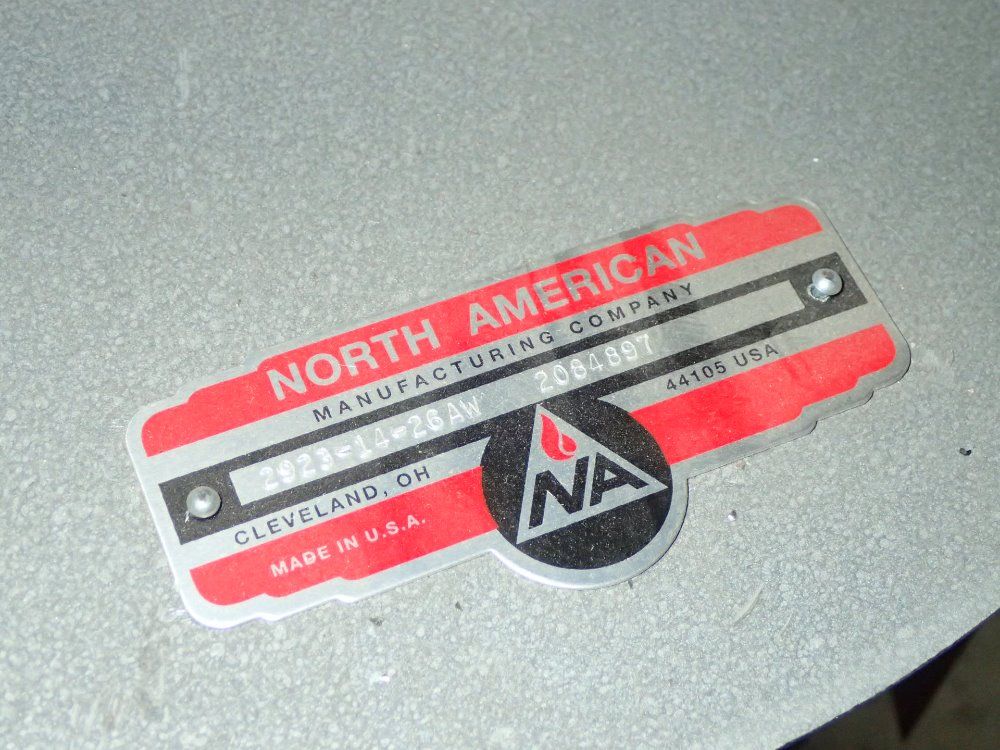 NORTH AMERICAN
MANUFACTURING COMPANY
2923-14-26AW 2084897
CLEVELAND, OH 44105 USA
MADE IN U.S.A.
NA